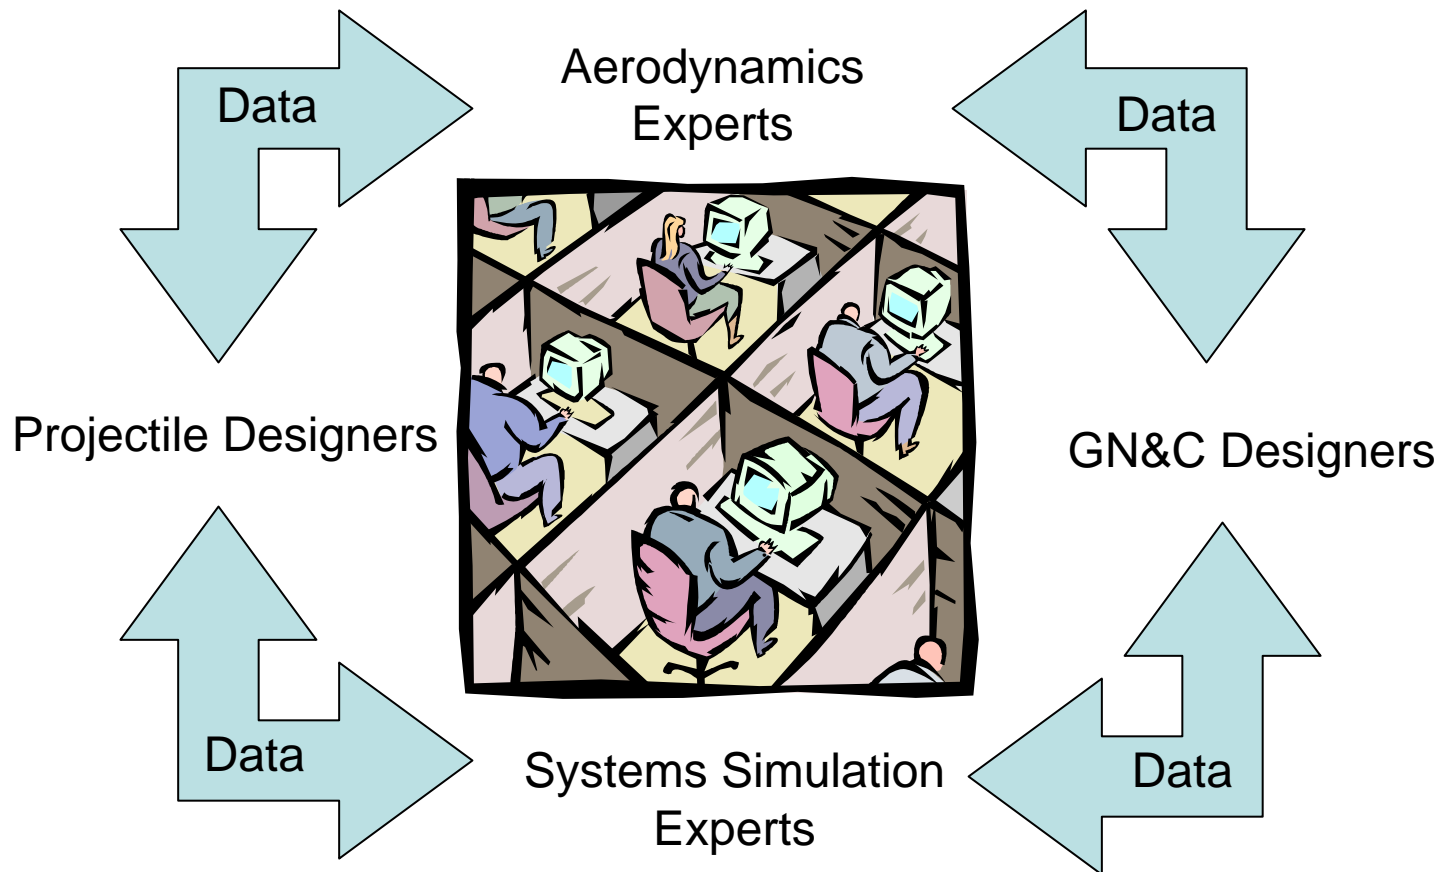 Aerodynamics
Experts
Data
Data
Projectile Designers
GN&C Designers
Data
Data
Systems Simulation
Experts